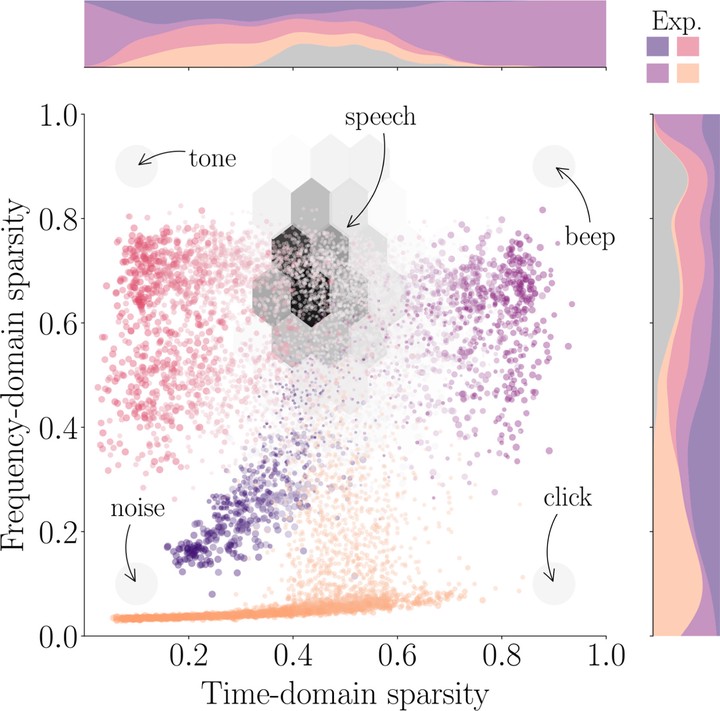 Exp.
speech
1.0
tone
0.8
beep
0.6
0.4
noise
click
0.2
0.0
0.2 0.4 0.6 0.8 1.0
Time-domain sparsity
Frequency-domain sparsity